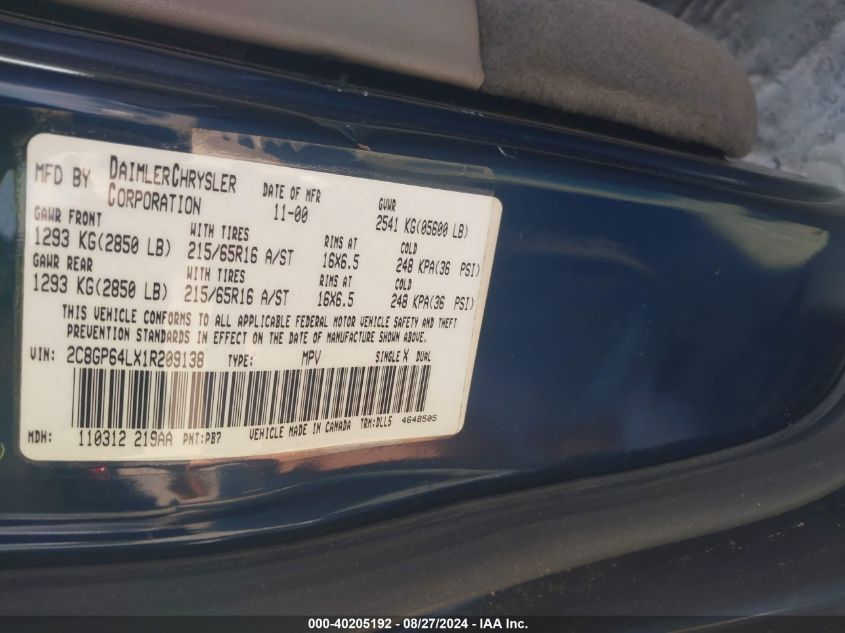 MFD BY DAIMLERCHRYSLER CORPORATION DATE OF MFR 11-00 GVWR 2541 KG(05600 LB)
GAWR FRONT WITH TIRES RIMS AT COLD
1293 KG(2850 LB) 215/65R16 A/ST 16X6.5 248 KPA(36 PSI)
GAWR REAR WITH TIRES RIMS AT COLD
1293 KG(2850 LB) 215/65R16 A/ST 16X6.5 248 KPA(36 PSI)
THIS VEHICLE CONFORMS TO ALL APPLICABLE FEDERAL MOTOR VEHICLE SAFETY AND THEFT
PREVENTION STANDARDS IN EFFECT ON THE DATE OF MANUFACTURE SHOWN ABOVE.
VIN: 2C8GP64LX1R209138 TYPE: MPV SINGLE X DUAL
MDH: 110312 219AA PNT:PB7 VEHICLE MADE IN CANADA TRM:DLL5 4648505
000-40205192 - 08/27/2024 - IAA Inc.